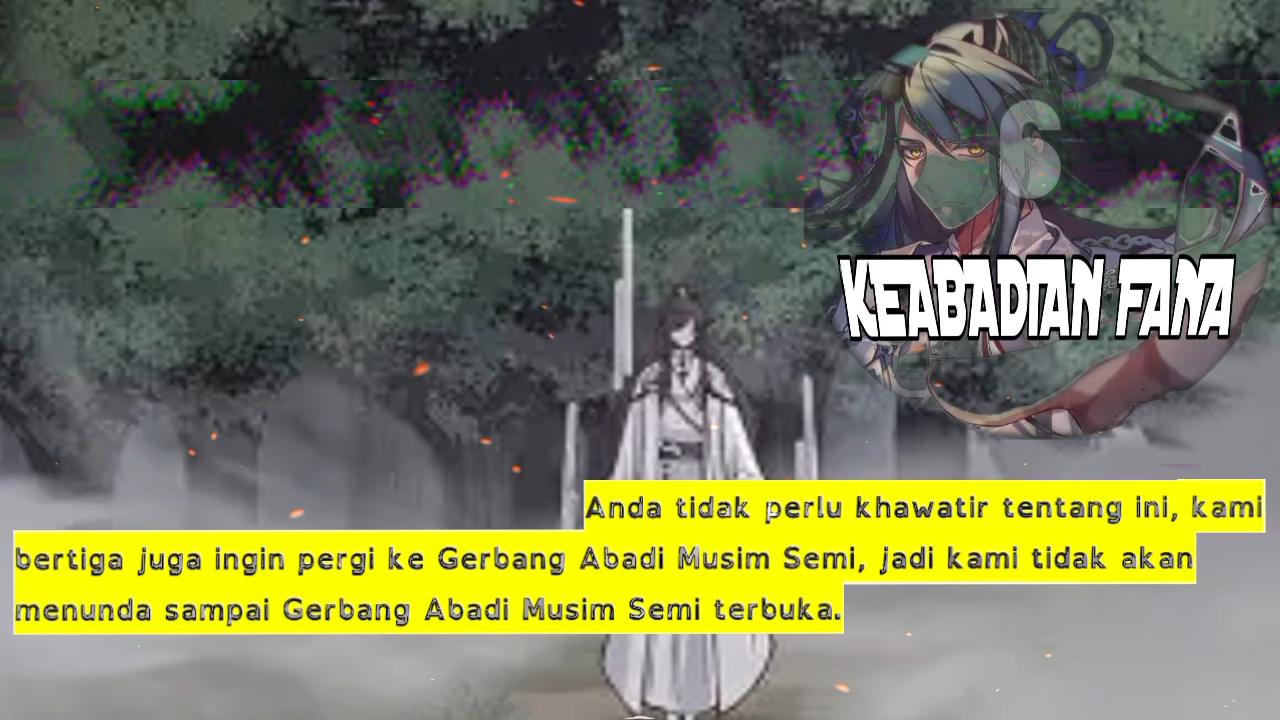 6
KEABADIAN FANA
Anda tidak perlu khawatir tentang ini, kami
bertiga juga ingin pergi ke Gerbang Abadi Musim Semi, jadi kami tidak akan
menunda sampai Gerbang Abadi Musim Semi terbuka.